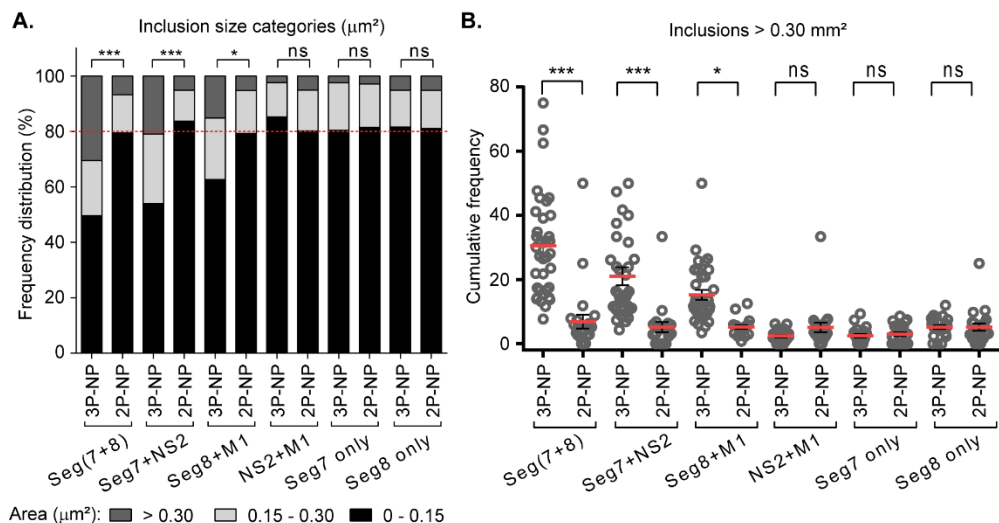 A.
Inclusion size categories (μm²)
*** *** * ns ns ns
Frequency distribution (%)
100
80
60
40
20
0
3P-NP 2P-NP 3P-NP 2P-NP 3P-NP 2P-NP 3P-NP 2P-NP 3P-NP 2P-NP 3P-NP 2P-NP
Seg(7+8) Seg7+NS2 Seg8+M1 NS2+M1 Seg7 only Seg8 only
Area (μm²): > 0.30 0.15 - 0.30 0 - 0.15
B.
Inclusions > 0.30 mm²
*** *** * ns ns ns
Cumulative frequency
80
60
40
20
0
3P-NP 2P-NP 3P-NP 2P-NP 3P-NP 2P-NP 3P-NP 2P-NP 3P-NP 2P-NP 3P-NP 2P-NP
Seg(7+8) Seg7+NS2 Seg8+M1 NS2+M1 Seg7 only Seg8 only